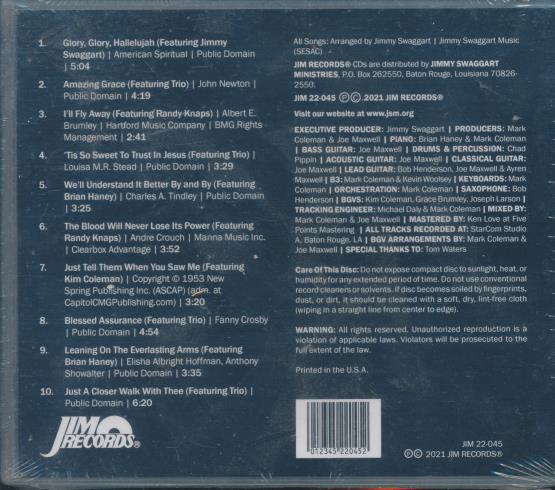 1. Glory, Glory, Hallelujah (Featuring Jimmy
Swaggart) | American Spiritual | Public Domain
| 5:04
2. Amazing Grace (Featuring Trio) | John Newton |
Public Domain | 4:19
3. I'll Fly Away (Featuring Randy Knaps) | Albert E.
Brumley | Hartford Music Company | BMG Rights
Management | 2:41
4. 'Tis So Sweet To Trust In Jesus (Featuring Trio) |
Louisa M.R. Stead | Public Domain | 3:29
5. We'll Understand It Better By and By (Featuring
Brian Haney) | Charles A. Tindley | Public Domain
| 3:25
6. The Blood Will Never Lose Its Power (Featuring
Randy Knaps) | Andre Crouch | Manna Music Inc.
| Clearbox Advantage | 3:52
7. Just Tell Them When You Saw Me (Featuring
Kim Coleman) | Copyright © 1953 New
Spring Publishing Inc. (ASCAP) (adm. at
CapitolCMGPublishing.com) | 3:20
8. Blessed Assurance (Featuring Trio) | Fanny Crosby
| Public Domain | 4:54
9. Leaning On The Everlasting Arms (Featuring
Brian Haney) | Elisha Albright Hoffman, Anthony
Showalter | Public Domain | 3:35
10. Just A Closer Walk With Thee (Featuring Trio) |
Public Domain | 6:20
JIM
RECORDS®
All Songs: Arranged by Jimmy Swaggart | Jimmy Swaggart Music
(SESAC)
JIM RECORDS® CDs are distributed by JIMMY SWAGGART
MINISTRIES, P.O. Box 262550, Baton Rouge, Louisiana 70826-
2550.
JIM 22-045 ℗© 2021 JIM RECORDS®
Visit our website at www.jsm.org
EXECUTIVE PRODUCER: Jimmy Swaggart | PRODUCERS: Mark
Coleman & Joe Maxwell | PIANO: Brian Haney & Mark Coleman
| BASS GUITAR: Joe Maxwell | DRUMS & PERCUSSION: Chad
Pippin | ACOUSTIC GUITAR: Joe Maxwell | CLASSICAL GUITAR:
Joe Maxwell | LEAD GUITAR: Bob Henderson, Joe Maxwell & Ayren
Maxwell | B3: Mark Coleman & Kevin Woolsey | KEYBOARDS: Mark
Coleman | ORCHESTRATION: Mark Coleman | SAXOPHONE: Bob
Henderson | BGVS: Kim Coleman, Grace Brumley, Joseph Larson |
TRACKING ENGINEER: Michael Daly & Mark Coleman | MIXED BY:
Mark Coleman & Joe Maxwell | MASTERED BY: Ken Love at Five
Points Mastering | ALL TRACKS RECORDED AT: StarCom Studio
A, Baton Rouge, LA | BGV ARRANGEMENTS BY: Mark Coleman &
Joe Maxwell | SPECIAL THANKS TO: Tom Waters
Care Of This Disc: Do not expose compact disc to sunlight, heat, or
humidity for any extended period of time. Do not use conventional
record cleaners or solvents. If disc becomes soiled by fingerprints,
dust, or dirt, it should be cleaned with a soft, dry, lint-free cloth
(wiping in a straight line from center to edge).
WARNING: All rights reserved. Unauthorized reproduction is a
violation of applicable laws. Violators will be prosecuted to the
full extent of the law.
Printed in the U.S.A.
012345 220452
JIM 22-045
℗© 2021 JIM RECORDS®